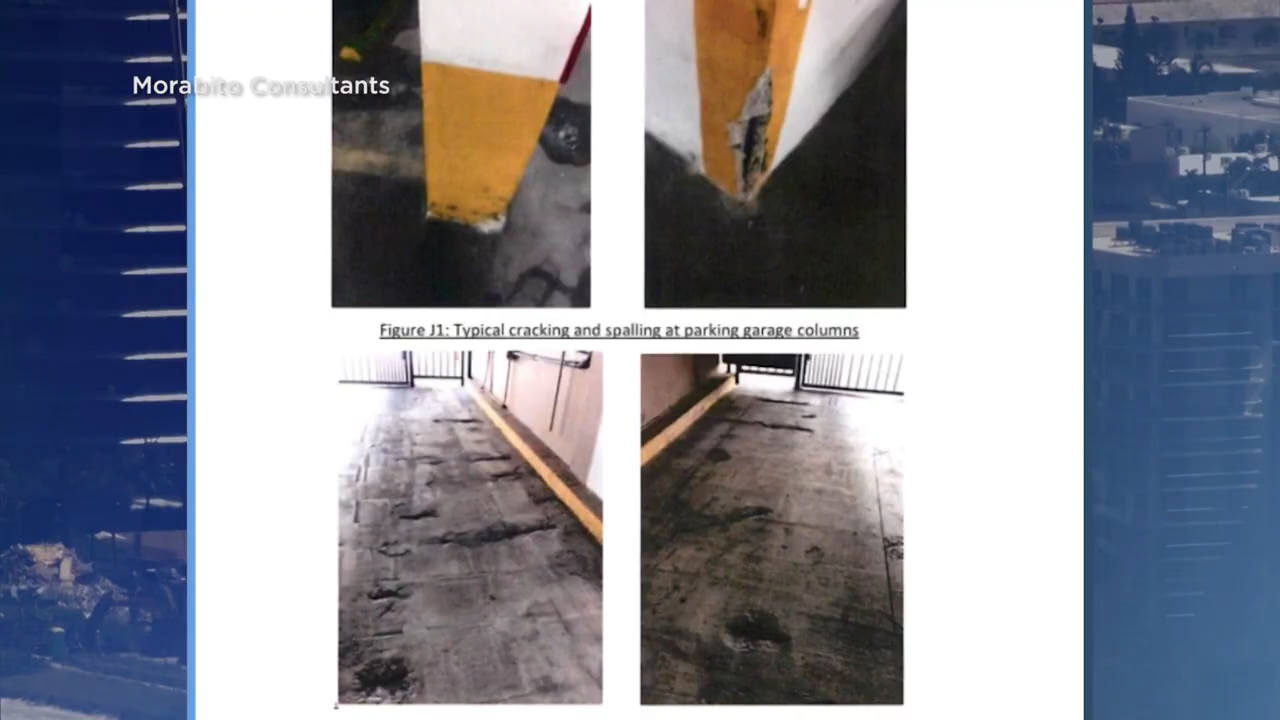 Morabito Consultants
Figure J1: Typical cracking and spalling at parking garage columns